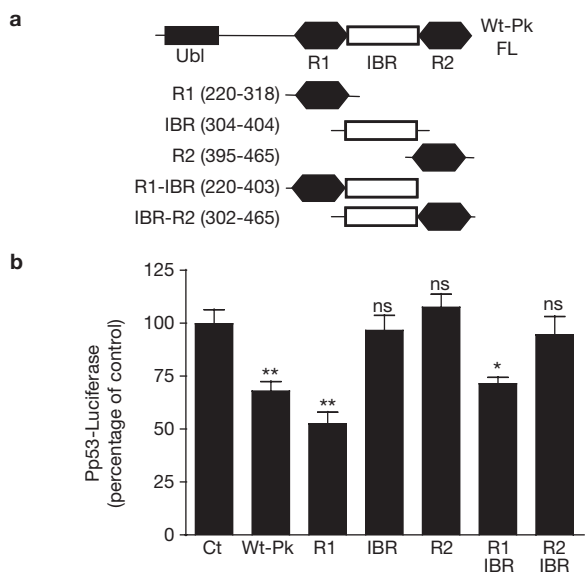 a
Ubl
R1
IBR
R2
Wt-Pk
FL
R1 (220-318)
IBR (304-404)
R2 (395-465)
R1-IBR (220-403)
IBR-R2 (302-465)
b
Pp53-Luciferase
(percentage of control)
125
100
75
50
25
0
**
**
ns
ns
*
ns
Ct
Wt-Pk
R1
IBR
R2
R1
IBR
R2
IBR